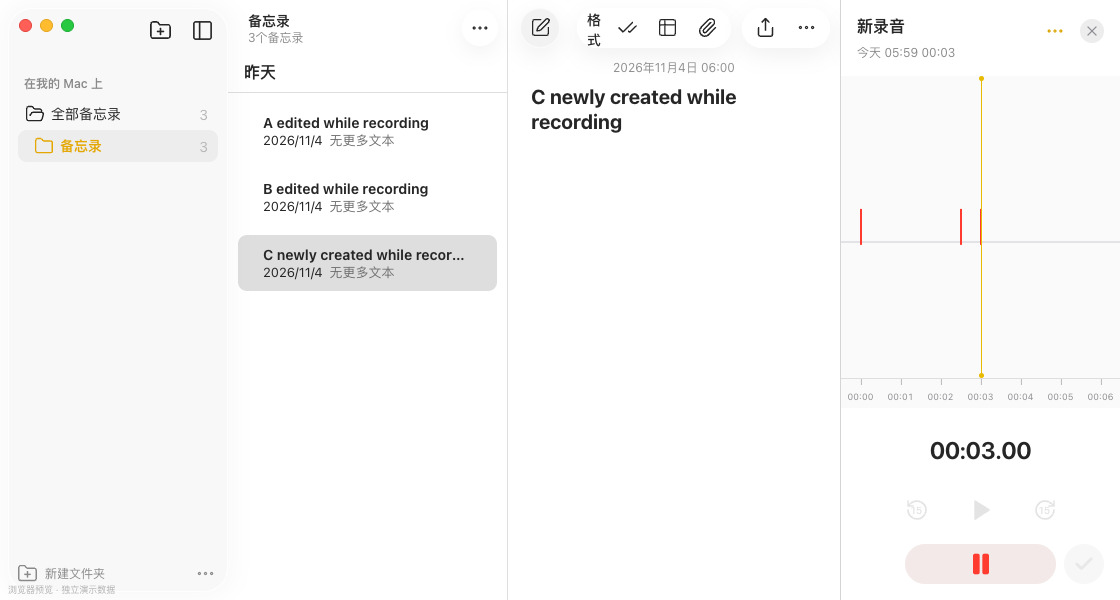 在我的 Mac 上
全部备忘录 3
备忘录 3
新建文件夹
浏览器预览 · 独立演示数据
备忘录
3个备忘录
昨天
A edited while recording
2026/11/4 无更多文本
B edited while recording
2026/11/4 无更多文本
C newly created while recor...
2026/11/4 无更多文本
格式
2026年11月4日 06:00
C newly created while
recording
新录音
今天 05:59 00:03
00:00 00:01 00:02 00:03 00:04 00:05 00:06
00:03.00
15 15